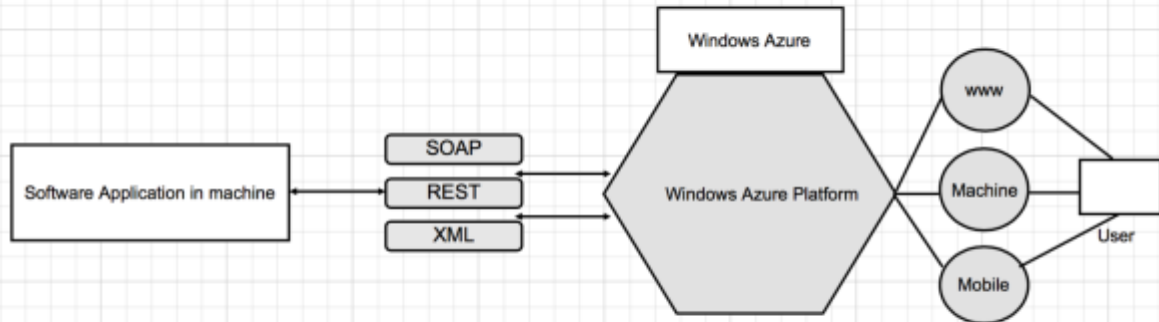 Windows Azure
www
SOAP
Software Application in machine
REST
Windows Azure Platform
Machine
XML
User
Mobile